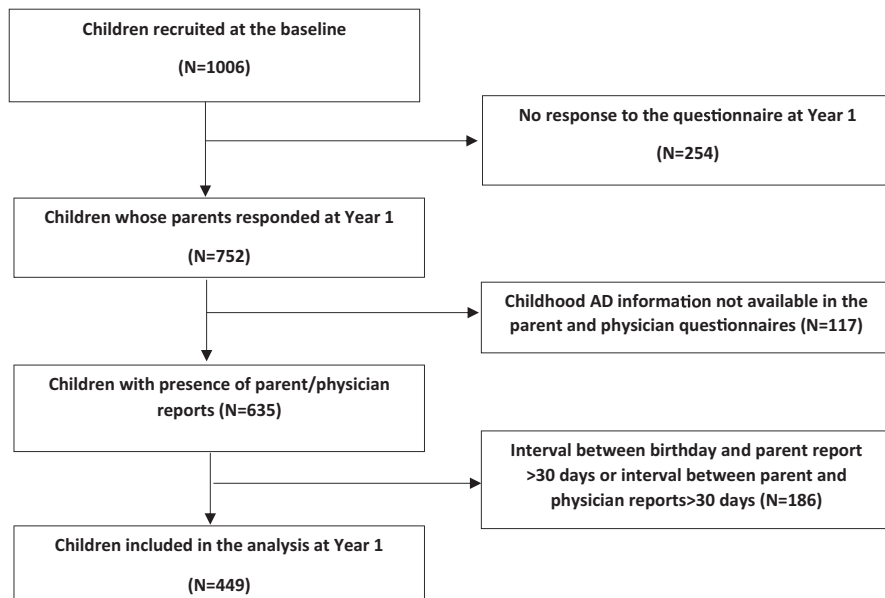 Children recruited at the baseline
(N=1006)
No response to the questionnaire at Year 1
(N=254)
Children whose parents responded at Year 1
(N=752)
Childhood AD information not available in the
parent and physician questionnaires (N=117)
Children with presence of parent/physician
reports (N=635)
Interval between birthday and parent report
>30 days or interval between parent and
physician reports>30 days (N=186)
Children included in the analysis at Year 1
(N=449)